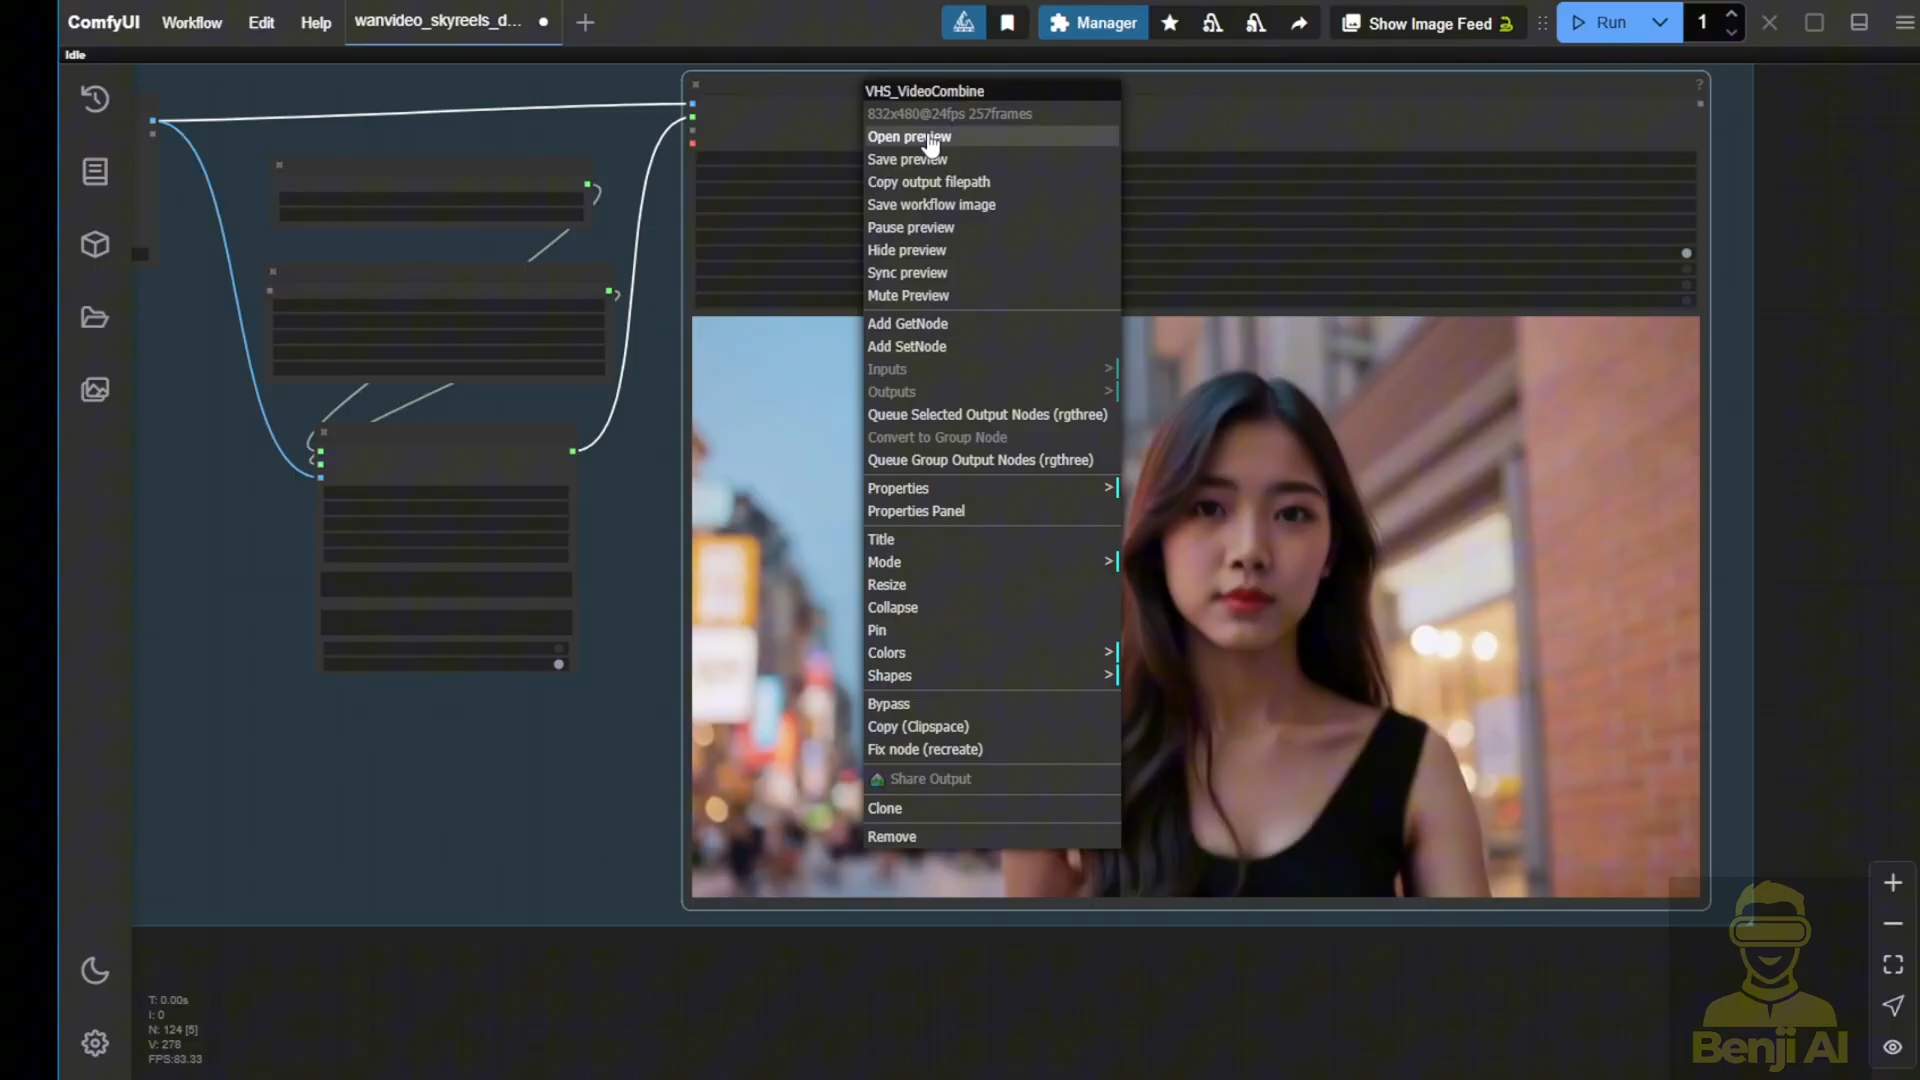 ComfyUI
Workflow
Edit
Help
wanvideo_skyreels_d...
Manager
Show Image Feed
Run
1
Idle
?
VHS_VideoCombine
832x480@24fps 257frames
Open preview
Save preview
Copy output filepath
Save workflow image
Pause preview
Hide preview
Sync preview
Mute Preview
Add GetNode
Add SetNode
Inputs >
Outputs >
Queue Selected Output Nodes (rgthree)
Convert to Group Node
Queue Group Output Nodes (rgthree)
Properties >
Properties Panel
Title
Mode >
Resize
Collapse
Pin
Colors >
Shapes >
Bypass
Copy (Clipspace)
Fix node (recreate)
Share Output
Clone
Remove
T: 0.00s
I: 0
N: 124 [5]
V: 278
FPS:83.33
Benji AI